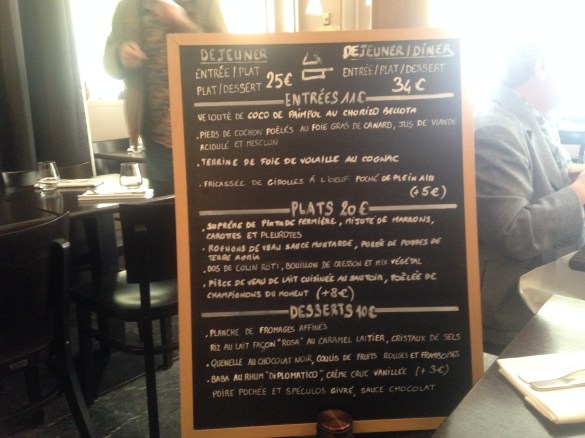 DEJEUNER
ENTRÉE/PLAT
PLAT/DESSERT 25€
DEJEUNER/DÎNER
ENTRÉE/PLAT/DESSERT
34€
ENTRÉES 11€
VELOUTÉ DE COCO DE PAIMPOL AU CHORIZO BELLOTA
. PIEDS DE COCHON POÊLÉS AU FOIE GRAS DE CANARD, JUS DE VIANDE
ACIDULÉ ET MESCLUN
. TERRINE DE FOIE DE VOLAILLE AU COGNAC
. FRICASSÉE DE GIROLLES À L'OEUF POCHÉ DE PLEIN AIR
(+5€)
PLATS 20€
. SUPRÊME DE PINTADE FERMIÈRE, MIJOTÉ DE MARRONS,
CAROTTES ET PLEUROTES
. ROGNONS DE VEAU SAUCE MOUTARDE, PURÉE DE POMMES DE
TERRE
DOS DE COLIN ROTI, BOUILLON DE CRESSON ET MIX VÉGÉTAL
. PIÈCE DE VEAU DE LAIT CUISINÉE AU SAUTOIR, POÊLÉE DE
CHAMPIGNONS DU MOMENT (+8€)
DESSERTS 10€
. PLANCHE DE FROMAGES AFFINÉS
RIZ AU LAIT FAÇON "ROSA" AU CARAMEL LAITIER, CRISTAUX DE SELS
. QUENELLE AU CHOCOLAT NOIR, COULIS DE FRUITS ROUGES ET FRAMBOISES
. BABA AU RHUM "DIPLOMATICO", CRÈME CRUE VANILLÉE (+3€)
POIRE POCHÉE ET SPÉCULOS GIVRÉ, SAUCE CHOCOLAT